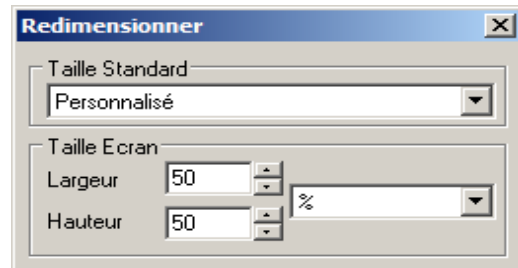 Redimensionner
Taille Standard
Personnalisé
Taille Ecran
Largeur 50
%
Hauteur 50